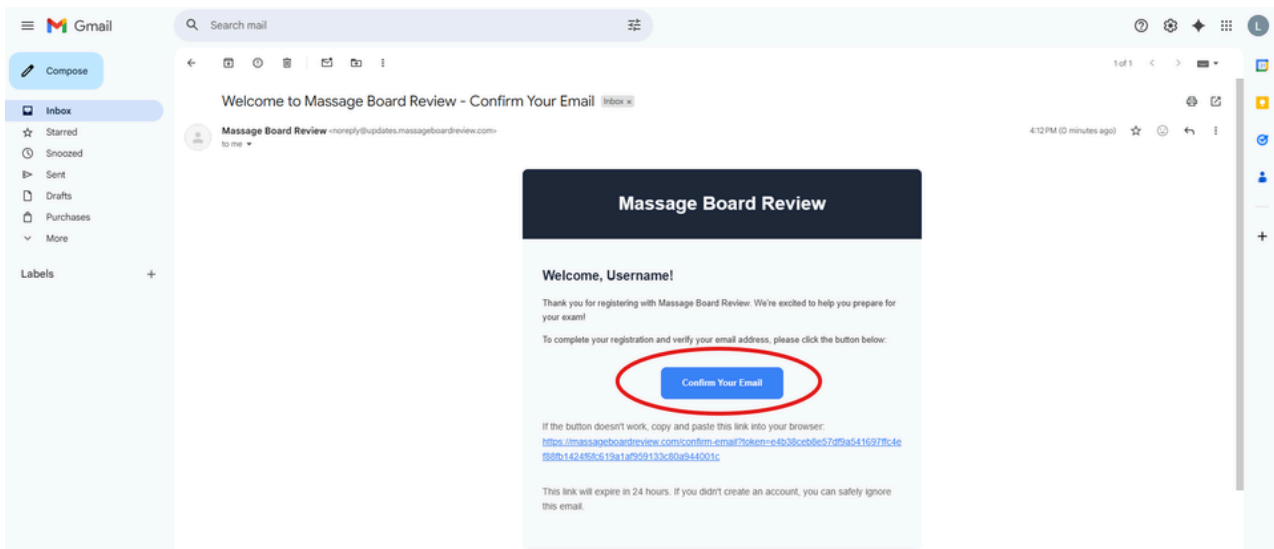 Gmail
Search mail
L
Compose
1 of 1
Inbox
Starred
Snoozed
Sent
Drafts
Purchases
More
Labels
Welcome to Massage Board Review - Confirm Your Email Inbox x
Massage Board Review <noreply@updates.massageboardreview.com>
to me
4:12 PM (0 minutes ago)
Massage Board Review
Welcome, Username!
Thank you for registering with Massage Board Review. We're excited to help you prepare for
your exam!
To complete your registration and verify your email address, please click the button below:
Confirm Your Email
If the button doesn't work, copy and paste this link into your browser:
https://massageboardreview.com/confirm-email?token=e4b38ceb8e57df9a541697ffc4e
f88fb1424f6fc619a1af959133c80a944001c
This link will expire in 24 hours. If you didn't create an account, you can safely ignore
this email.